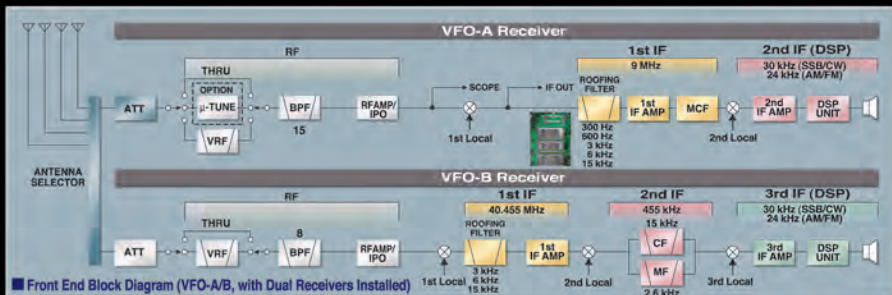 VFO-A Receiver
RF
1st IF
2nd IF (DSP)
9 MHz
30 kHz (SSB/CW)
24 kHz (AM/FM)
THRU
SCOPE
IF OUT
ROOFING
FILTER
OPTION
ATT
μ-TUNE
BPF
RFAMP/
IPO
1st
IF AMP
MCF
2nd
IF AMP
DSP
UNIT
VRF
15
1st Local
300 Hz
600 Hz
3 kHz
6 kHz
15 kHz
2nd Local
ANTENNA
SELECTOR
VFO-B Receiver
RF
1st IF
2nd IF
3rd IF (DSP)
40.455 MHz
455 kHz
30 kHz (SSB/CW)
24 kHz (AM/FM)
THRU
8
ROOFING
FILTER
15 kHz
ATT
VRF
BPF
RFAMP/
IPO
1st
IF AMP
CF
MF
3rd
IF AMP
DSP
UNIT
1st Local
3 kHz
6 kHz
15 kHz
2nd Local
2.6 kHz
3rd Local
Front End Block Diagram (VFO-A/B, with Dual Receivers Installed)